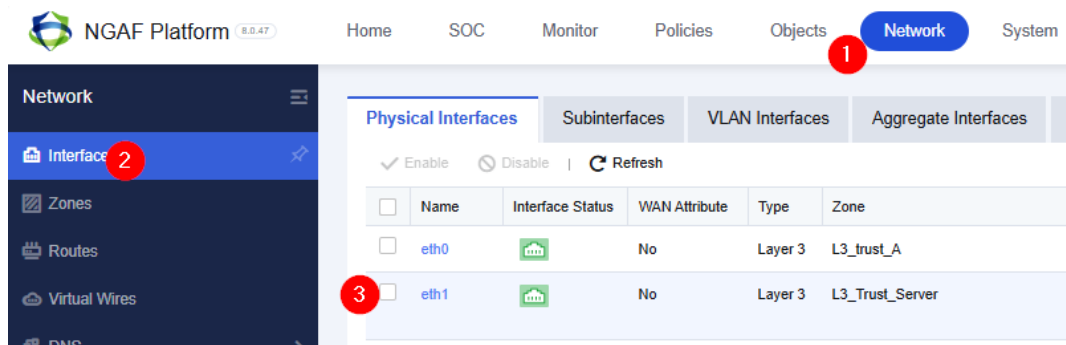 NGAF Platform 8.0.47 Home SOC Monitor Policies Objects Network System
1
Network
Physical Interfaces Subinterfaces VLAN Interfaces Aggregate Interfaces
Interface 2
Enable Disable | Refresh
Zones
Name Interface Status WAN Attribute Type Zone
Routes
eth0 No Layer 3 L3_trust_A
Virtual Wires
3 eth1 No Layer 3 L3_Trust_Server
DNS